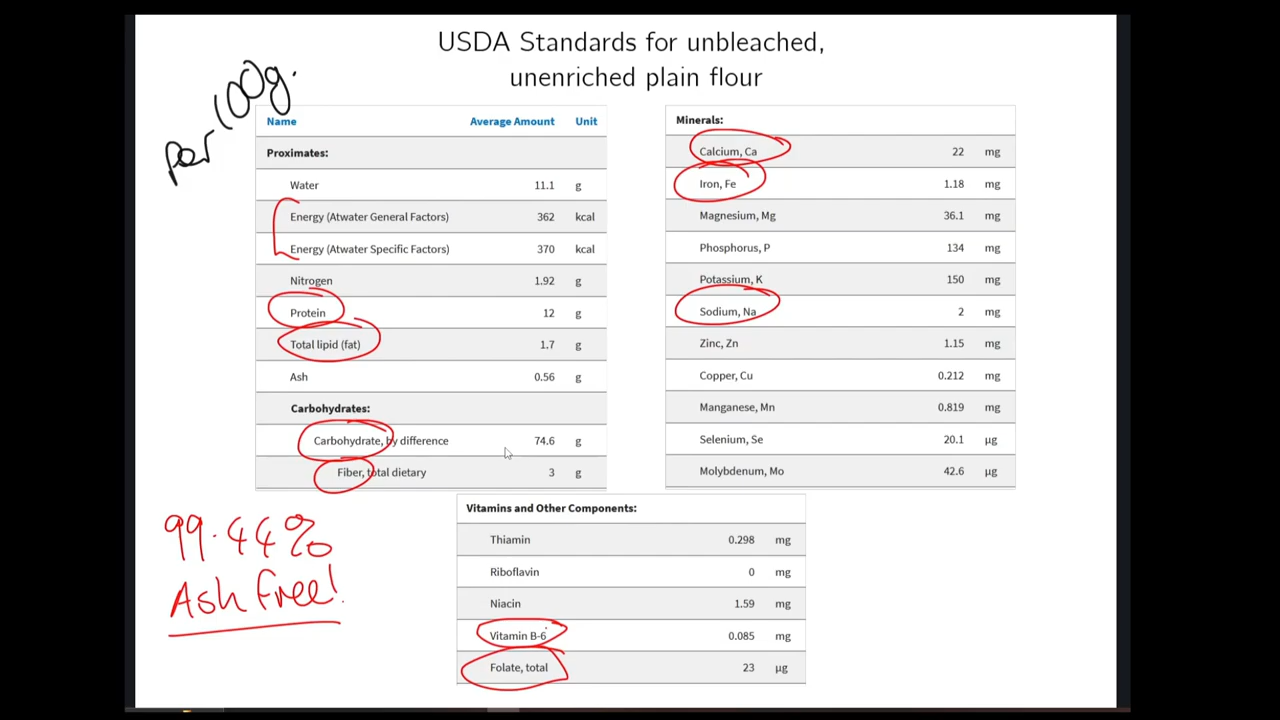 USDA Standards for unbleached,
unenriched plain flour
per 100g.
Name Average Amount Unit
Proximates:
Water 11.1 g
Energy (Atwater General Factors) 362 kcal
Energy (Atwater Specific Factors) 370 kcal
Nitrogen 1.92 g
Protein 12 g
Total lipid (fat) 1.7 g
Ash 0.56 g
Carbohydrates:
Carbohydrate, by difference 74.6 g
Fiber, total dietary 3 g
Minerals:
Calcium, Ca 22 mg
Iron, Fe 1.18 mg
Magnesium, Mg 36.1 mg
Phosphorus, P 134 mg
Potassium, K 150 mg
Sodium, Na 2 mg
Zinc, Zn 1.15 mg
Copper, Cu 0.212 mg
Manganese, Mn 0.819 mg
Selenium, Se 20.1 µg
Molybdenum, Mo 42.6 µg
99.44%
Ash Free!
Vitamins and Other Components:
Thiamin 0.298 mg
Riboflavin 0 mg
Niacin 1.59 mg
Vitamin B-6 0.085 mg
Folate, total 23 µg